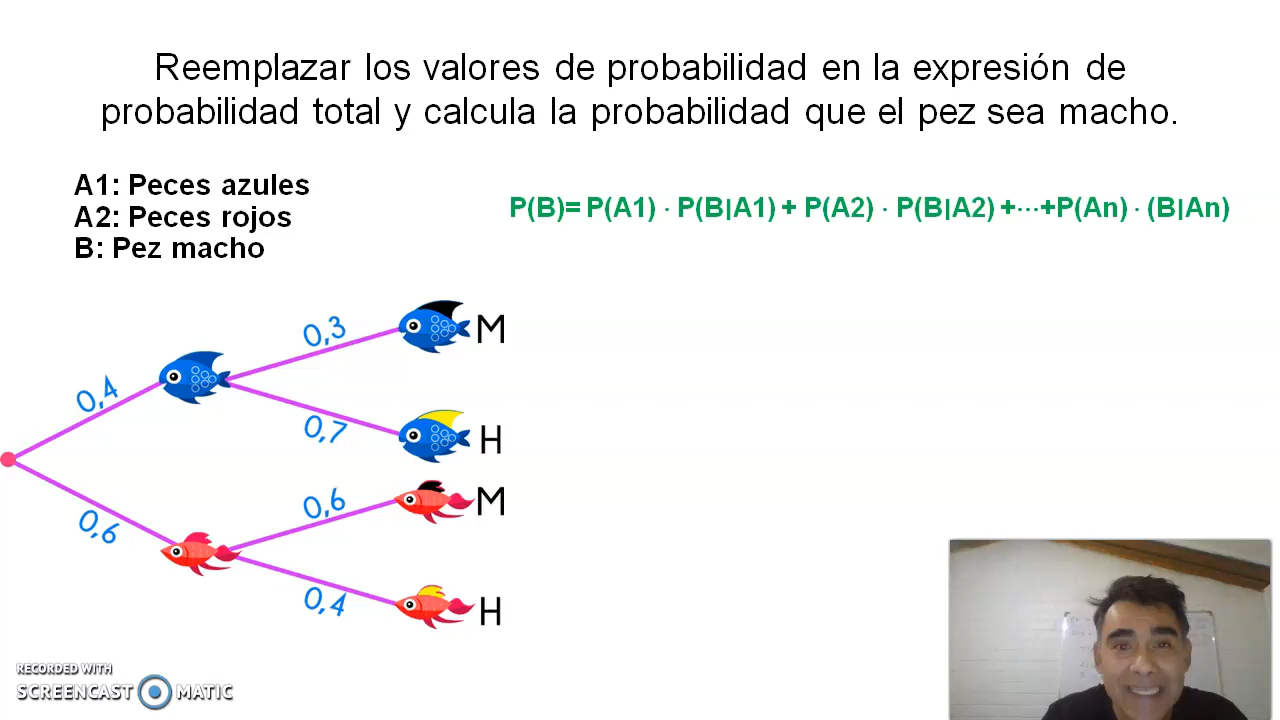 Reemplazar los valores de probabilidad en la expresión de
probabilidad total y calcula la probabilidad que el pez sea macho.
A1: Peces azules
A2: Peces rojos
B: Pez macho
P(B)= P(A1) · P(B|A1) + P(A2) · P(B|A2) +⋯+P(An) · (B|An)
0,3
M
0,4
0,7
H
0,6
M
0,6
0,4
H
RECORDED WITH
SCREENCAST MATIC